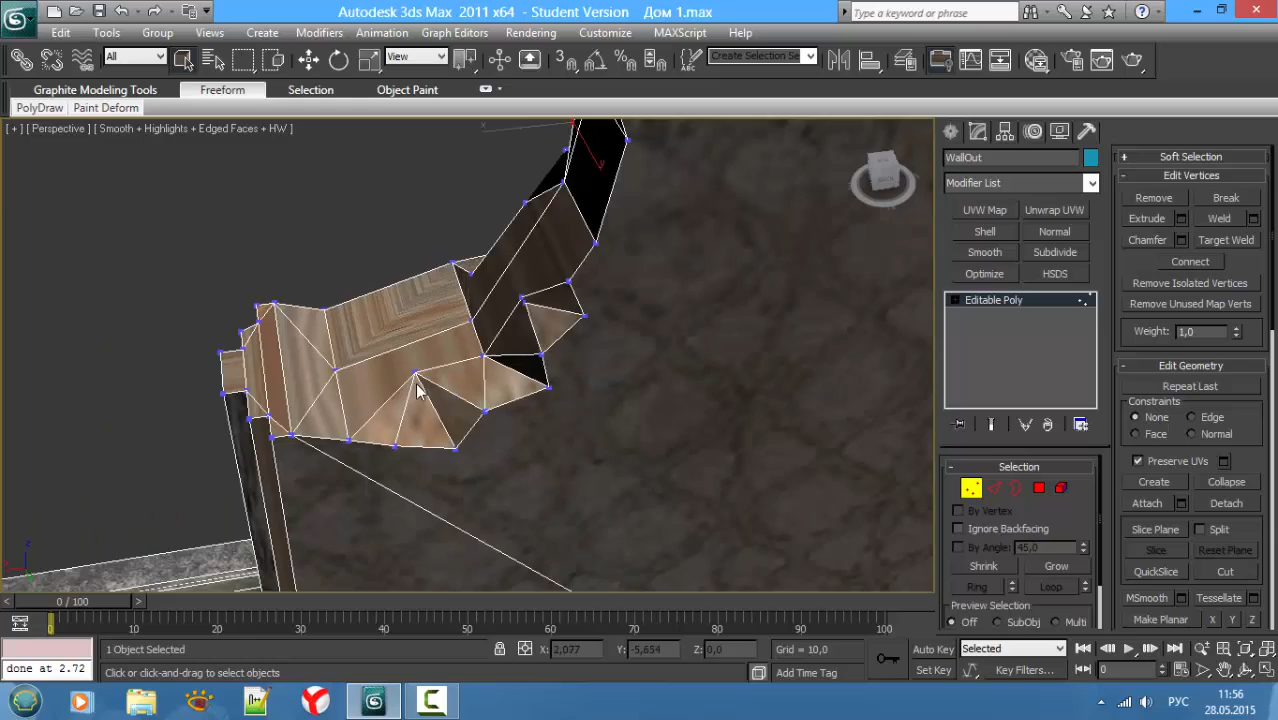 Autodesk 3ds Max 2011 x64 - Student Version Дом 1.max
Type a keyword or phrase
Edit Tools Group Views Create Modifiers Animation Graph Editors Rendering Customize MAXScript Help
All View Create Selection Se
Graphite Modeling Tools Freeform Selection Object Paint
PolyDraw Paint Deform
[ + ] [ Perspective ] [ Smooth + Highlights + Edged Faces + HW ]
x
y
z
WallOut
Modifier List
UVW Map Unwrap UVW
Shell Normal
Smooth Subdivide
Optimize HSDS
Editable Poly
Selection
By Vertex
Ignore Backfacing
By Angle: 45,0
Shrink Grow
Ring Loop
Preview Selection
Off SubObj Multi
Soft Selection
Edit Vertices
Remove Break
Extrude Weld
Chamfer Target Weld
Connect
Remove Isolated Vertices
Remove Unused Map Verts
Weight: 1,0
Edit Geometry
Repeat Last
Constraints
None Edge
Face Normal
Preserve UVs
Create Collapse
Attach Detach
Slice Plane Split
Slice Reset Plane
QuickSlice Cut
MSmooth Tessellate
Make Planar X Y Z
0 / 100
0 10 20 30 40 50 60 70 80 90 100
1 Object Selected X: 2,077 Y: -5,654 Z: 0,0 Grid = 10,0 Auto Key Selected
done at 2.72 Click or click-and-drag to select objects Add Time Tag Set Key Key Filters... 0
РУС
11:56
28.05.2015